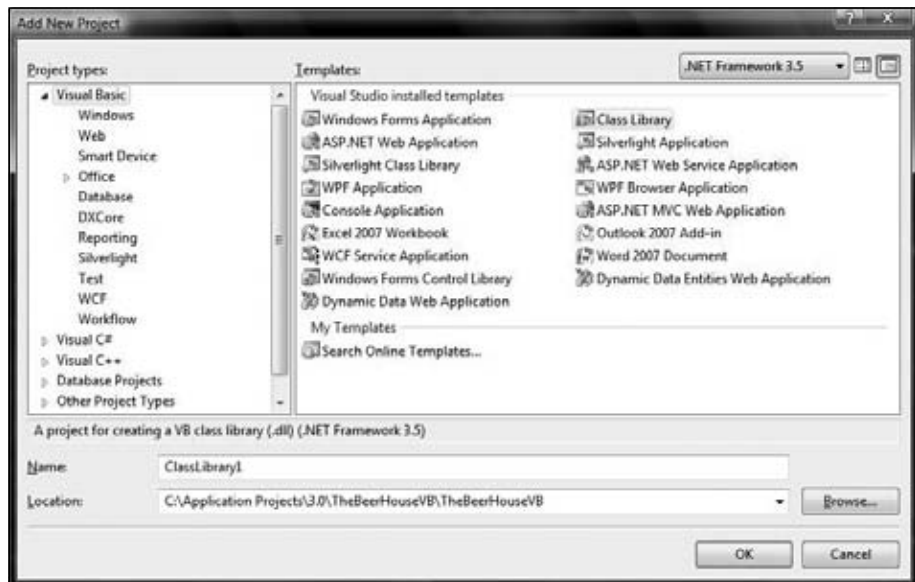 Add New Project
Project types:
Templates:
.NET Framework 3.5
Visual Basic
Windows
Web
Smart Device
Office
Database
DXCore
Reporting
Silverlight
Test
WCF
Workflow
Visual C#
Visual C++
Database Projects
Other Project Types
Visual Studio installed templates
Windows Forms Application
Class Library
ASP.NET Web Application
Silverlight Application
Silverlight Class Library
ASP.NET Web Service Application
WPF Application
WPF Browser Application
Console Application
ASP.NET MVC Web Application
Excel 2007 Workbook
Outlook 2007 Add-in
WCF Service Application
Word 2007 Document
Windows Forms Control Library
Dynamic Data Entities Web Application
Dynamic Data Web Application
My Templates
Search Online Templates...
A project for creating a VB class library (.dll) (.NET Framework 3.5)
Name:
ClassLibrary1
Location:
C:\Application Projects\3.0\TheBeerHouseVB\TheBeerHouseVB
Browse...
OK
Cancel